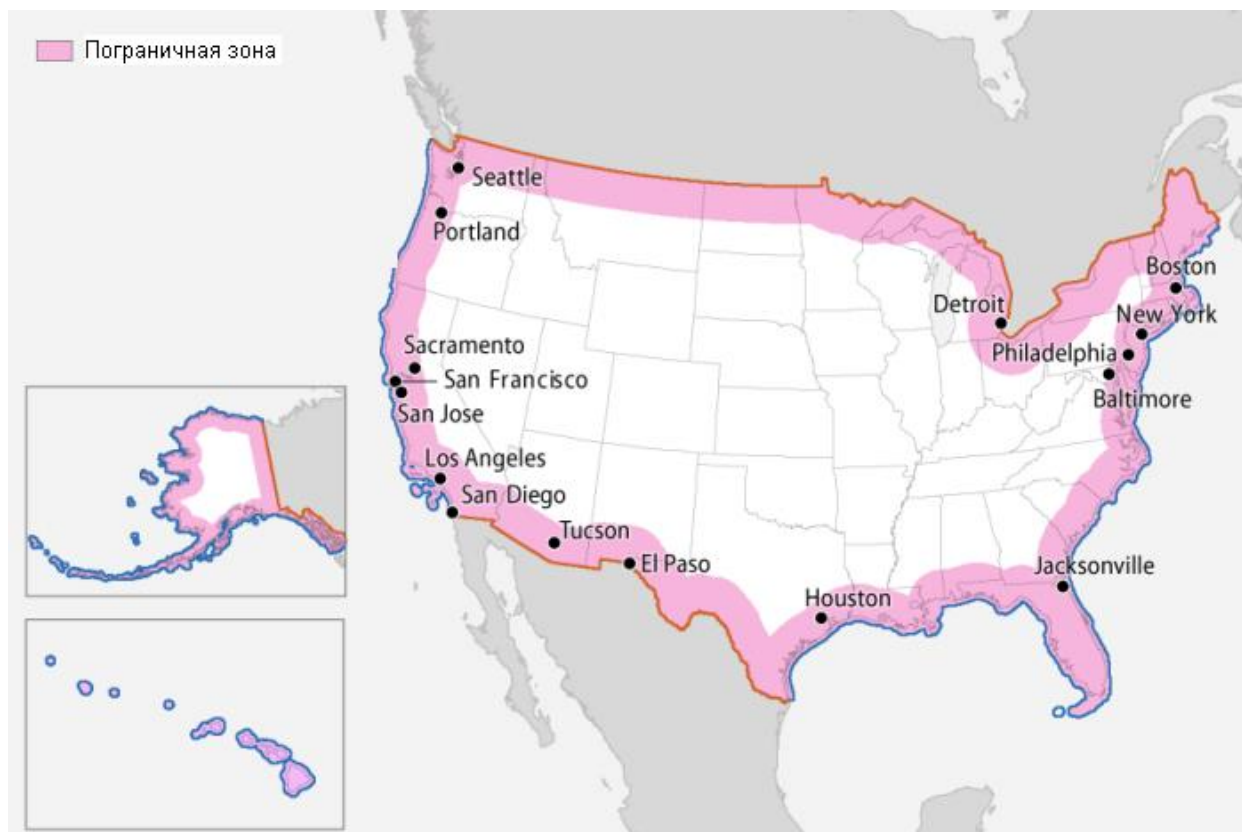 Пограничная зона
Seattle
Portland
Boston
Detroit
New York
Sacramento
Philadelphia
San Francisco
Baltimore
San Jose
Los Angeles
San Diego
Tucson
El Paso
Jacksonville
Houston